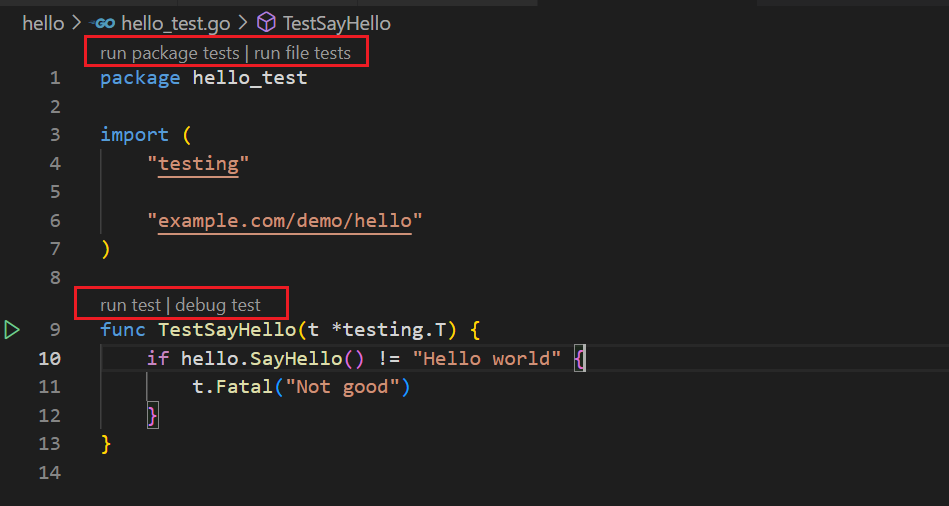 hello > GO hello_test.go > TestSayHello
run package tests | run file tests
1 package hello_test
2
3 import (
4 "testing"
5
6 "example.com/demo/hello"
7 )
8
run test | debug test
9 func TestSayHello(t *testing.T) {
10 if hello.SayHello() != "Hello world" {
11 t.Fatal("Not good")
12 }
13 }
14